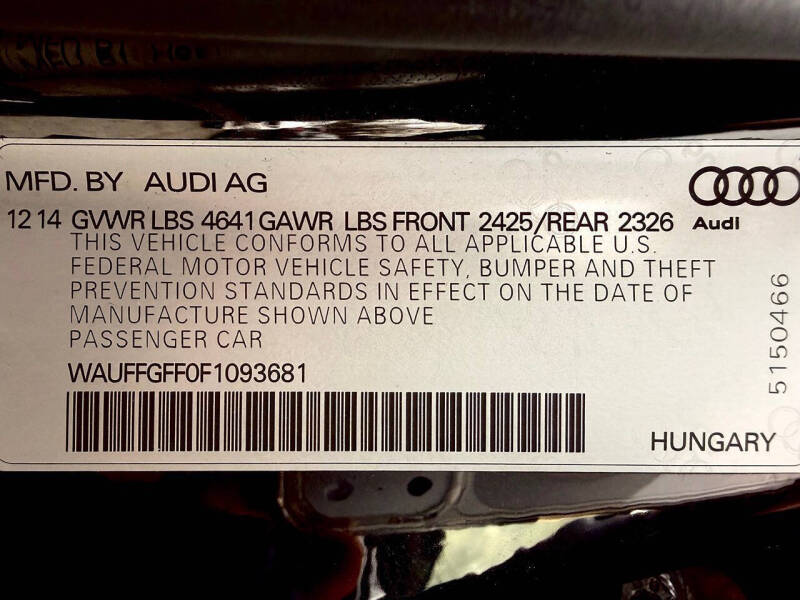 MFD. BY AUDI AG
12 14 GVWR LBS 4641 GAWR LBS FRONT 2425/REAR 2326
Audi
THIS VEHICLE CONFORMS TO ALL APPLICABLE U.S.
FEDERAL MOTOR VEHICLE SAFETY, BUMPER AND THEFT
PREVENTION STANDARDS IN EFFECT ON THE DATE OF
MANUFACTURE SHOWN ABOVE
PASSENGER CAR
WAUFFGFF0F1093681
5150466
HUNGARY